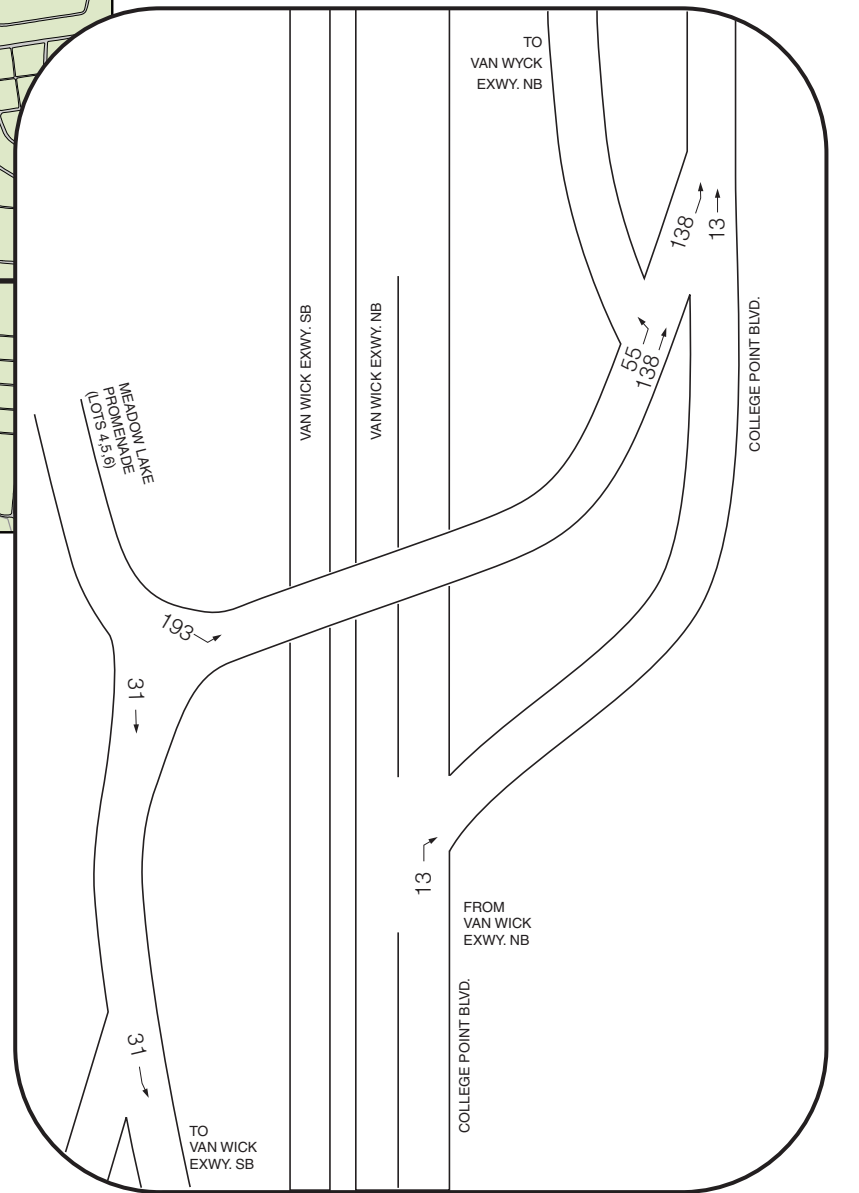 TO
VAN WYCK
EXWY. NB
138
13
55
138
VAN WICK EXWY. SB
VAN WICK EXWY. NB
COLLEGE POINT BLVD.
MEADOW LAKE
PROMENADE
(LOTS 4,5,6)
193
31
13
FROM
VAN WICK
EXWY. NB
COLLEGE POINT BLVD.
31
TO
VAN WICK
EXWY. SB